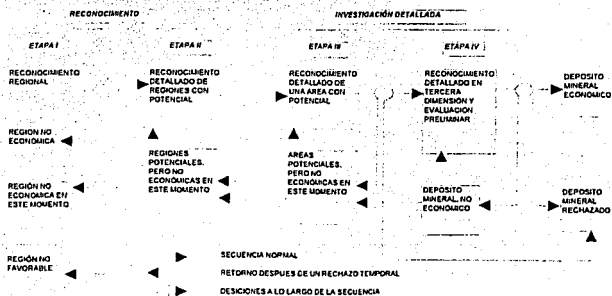 RECONOCIMIENTO
INVESTIGACIÓN DETALLADA
ETAPA I
ETAPA II
ETAPA III
ETAPA IV
RECONOCIMIENTO
REGIONAL
RECONOCIMIENTO
DETALLADO DE
REGIONES CON
POTENCIAL
RECONOCIMIENTO
DETALLADO DE
UNA AREA CON
POTENCIAL
RECONOCIMIENTO
DETALLADO EN
TERCERA
DIMENSIÓN Y
EVALUACIÓN
PRELIMINAR
DEPOSITO
MINERAL
ECONOMICO
REGIÓN NO
ECONOMICA
REGIONES
POTENCIALES,
PERO NO
ECONÓMICAS EN
ESTE MOMENTO
AREAS
POTENCIALES,
PERO NO
ECONOMICAS EN
ESTE MOMENTO
REGIÓN NO
ECONOMICA EN
ESTE MOMENTO
DEPOSITO
MINERAL, NO
ECONOMICO
DEPOSITO
MINERAL
RECHAZADO
REGIÓN NO
FAVORABLE
SECUENCIA NORMAL
RETORNO DESPUES DE UN RECHAZO TEMPORAL
DESICIONES A LO LARGO DE LA SECUENCIA